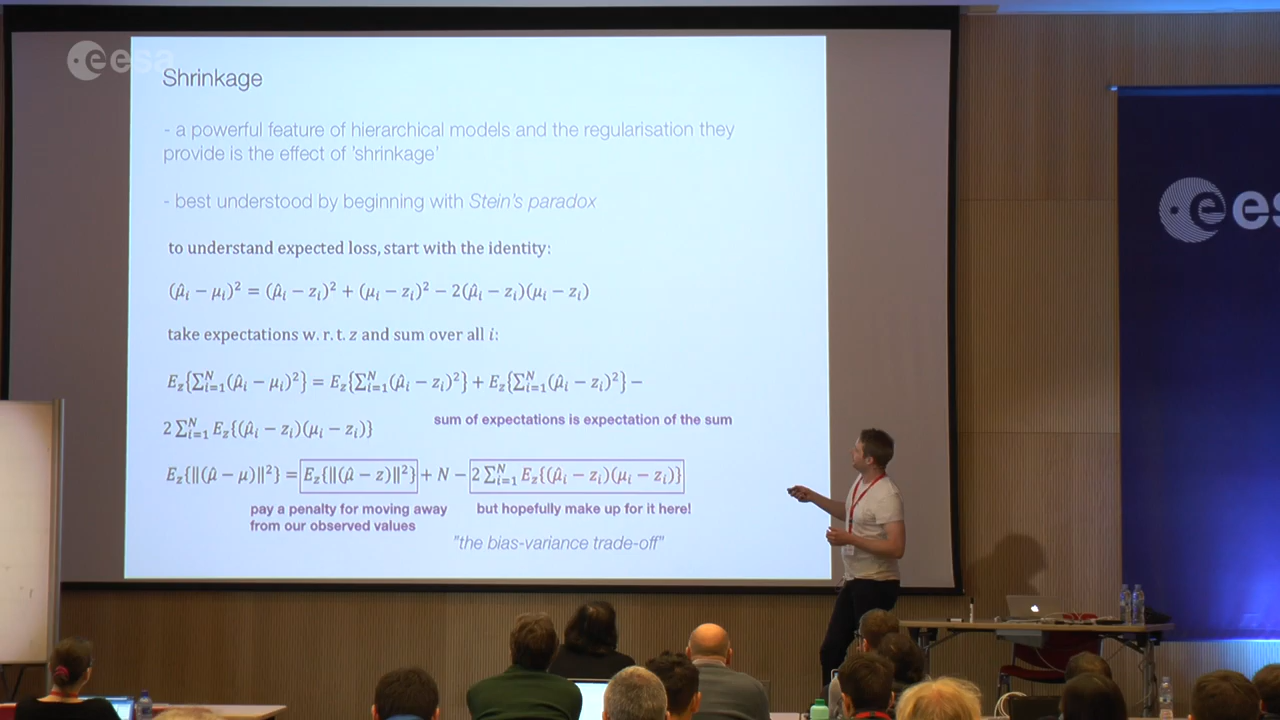 esa
Shrinkage
- a powerful feature of hierarchical models and the regularisation they
provide is the effect of 'shrinkage'
- best understood by beginning with Stein's paradox
to understand expected loss, start with the identity:
(μ̂ᵢ − μᵢ)² = (μ̂ᵢ − zᵢ)² + (μᵢ − zᵢ)² − 2(μ̂ᵢ − zᵢ)(μᵢ − zᵢ)
take expectations w. r. t. z and sum over all i:
E_z{∑ᵢ₌₁ᴺ(μ̂ᵢ − μᵢ)²} = E_z{∑ᵢ₌₁ᴺ(μ̂ᵢ − zᵢ)²} + E_z{∑ᵢ₌₁ᴺ(μ̂ᵢ − zᵢ)²} −
2 ∑ᵢ₌₁ᴺ E_z{(μ̂ᵢ − zᵢ)(μᵢ − zᵢ)}
sum of expectations is expectation of the sum
E_z{‖(μ̂ − μ)‖²} = E_z{‖(μ̂ − z)‖²} + N − 2 ∑ᵢ₌₁ᴺ E_z{(μ̂ᵢ − zᵢ)(μᵢ − zᵢ)}
pay a penalty for moving away
from our observed values
but hopefully make up for it here!
"the bias-variance trade-off"
es